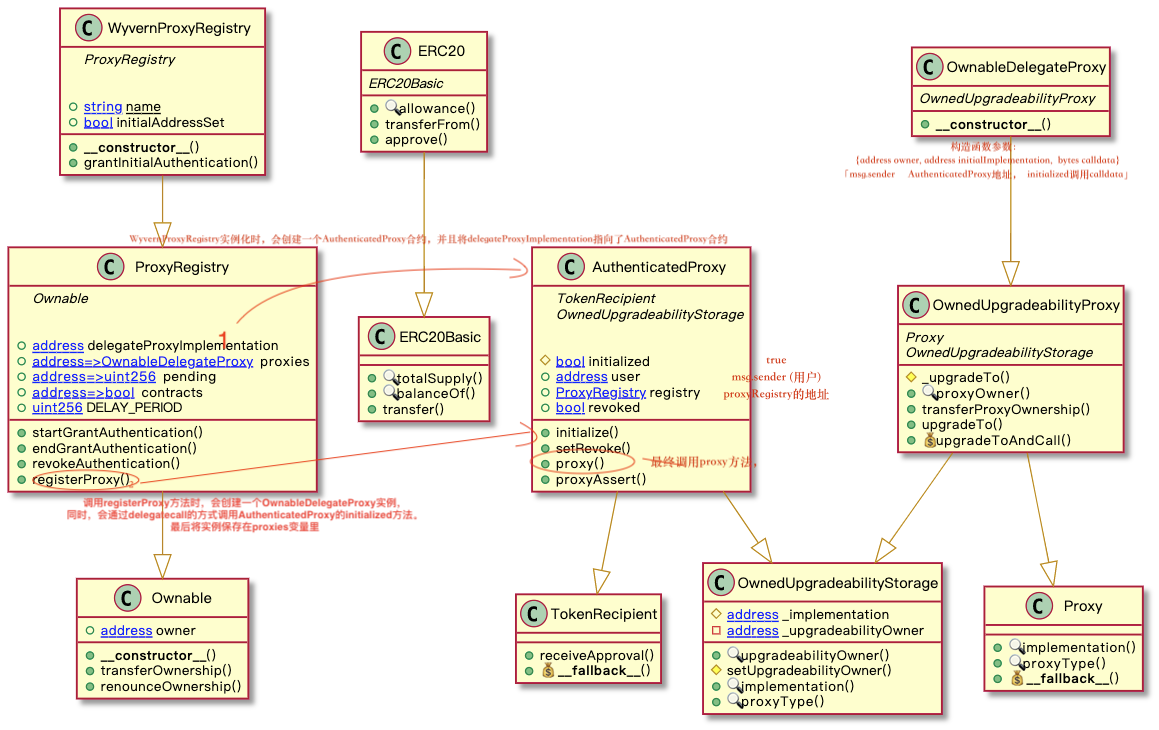 C WyvernProxyRegistry
ProxyRegistry
string name
bool initialAddressSet
__constructor__()
grantInitialAuthentication()
C ERC20
ERC20Basic
allowance()
transferFrom()
approve()
C OwnableDelegateProxy
OwnedUpgradeabilityProxy
__constructor__()
构造函数参数:
{address owner, address initialImplementation, bytes calldata}
「msg.sender AuthenticatedProxy地址, initialized调用calldata」
WyvernProxyRegistry实例化时，会创建一个AuthenticatedProxy合约，并且将delegateProxyImplementation指向了AuthenticatedProxy合约
C ProxyRegistry
Ownable
1
address delegateProxyImplementation
address=>OwnableDelegateProxy proxies
address=>uint256 pending
address=>bool contracts
uint256 DELAY_PERIOD
startGrantAuthentication()
endGrantAuthentication()
revokeAuthentication()
registerProxy()
调用registerProxy方法时，会创建一个OwnableDelegateProxy实例，
同时，会通过delegatecall的方式调用AuthenticatedProxy的initialized方法。
最后将实例保存在proxies变量里
C ERC20Basic
totalSupply()
balanceOf()
transfer()
C AuthenticatedProxy
TokenRecipient
OwnedUpgradeabilityStorage
bool initialized
address user
ProxyRegistry registry
bool revoked
true
msg.sender (用户)
proxyRegistry的地址
initialize()
setRevoke()
proxy()
proxyAssert()
最终调用proxy方法，
C OwnedUpgradeabilityProxy
Proxy
OwnedUpgradeabilityStorage
_upgradeTo()
proxyOwner()
transferProxyOwnership()
upgradeTo()
upgradeToAndCall()
C Ownable
address owner
__constructor__()
transferOwnership()
renounceOwnership()
C TokenRecipient
receiveApproval()
__fallback__()
C OwnedUpgradeabilityStorage
address _implementation
address _upgradeabilityOwner
upgradeabilityOwner()
setUpgradeabilityOwner()
implementation()
proxyType()
C Proxy
implementation()
proxyType()
__fallback__()